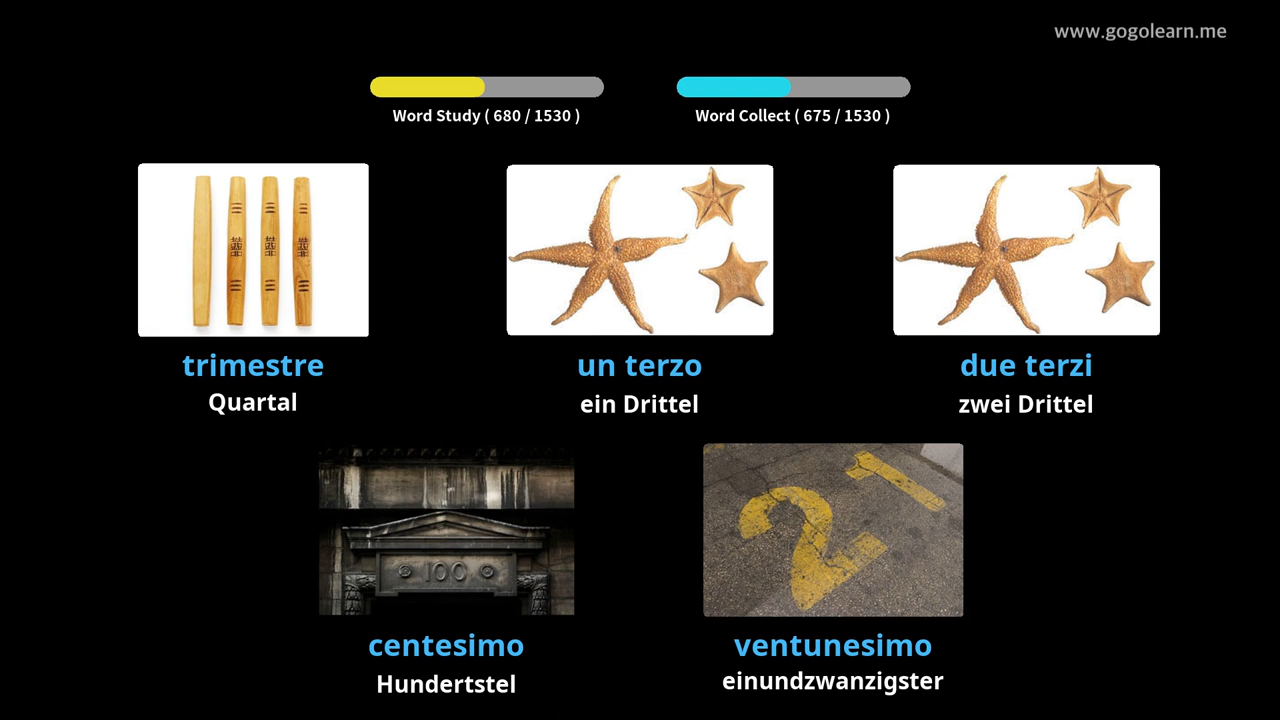 www.gogolearn.me
Word Study ( 680 / 1530 )
Word Collect ( 675 / 1530 )
trimestre
Quartal
un terzo
ein Drittel
due terzi
zwei Drittel
100
21
centesimo
Hundertstel
ventunesimo
einundzwanzigster